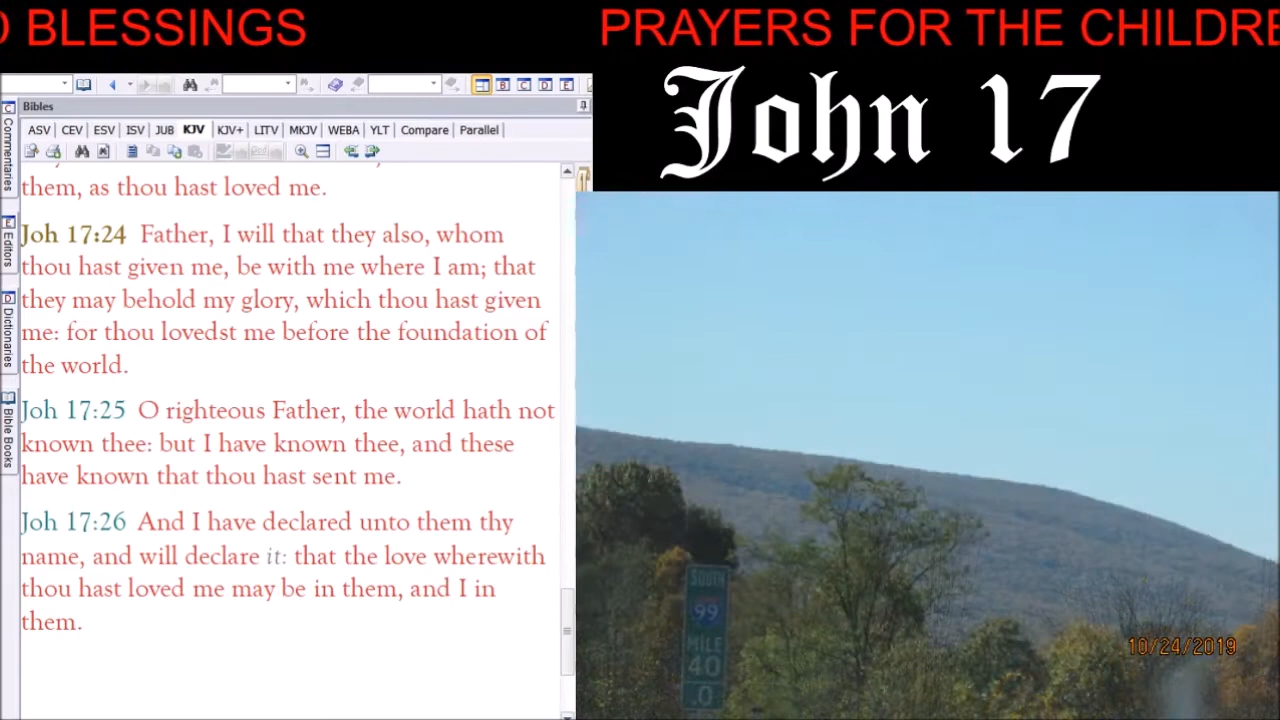 O BLESSINGS
PRAYERS FOR THE CHILDRE
John 17
Bibles
ASV CEV ESV ISV JUB KJV KJV+ LITV MKJV WEBA YLT Compare Parallel
B C D E
C Commentaries
E Editors
D Dictionaries
Bible Books
them, as thou hast loved me.
Joh 17:24 Father, I will that they also, whom
thou hast given me, be with me where I am; that
they may behold my glory, which thou hast given
me: for thou lovedst me before the foundation of
the world.
Joh 17:25 O righteous Father, the world hath not
known thee: but I have known thee, and these
have known that thou hast sent me.
Joh 17:26 And I have declared unto them thy
name, and will declare it: that the love wherewith
thou hast loved me may be in them, and I in
them.
SOUTH
99
MILE
40
.0
10/24/2019